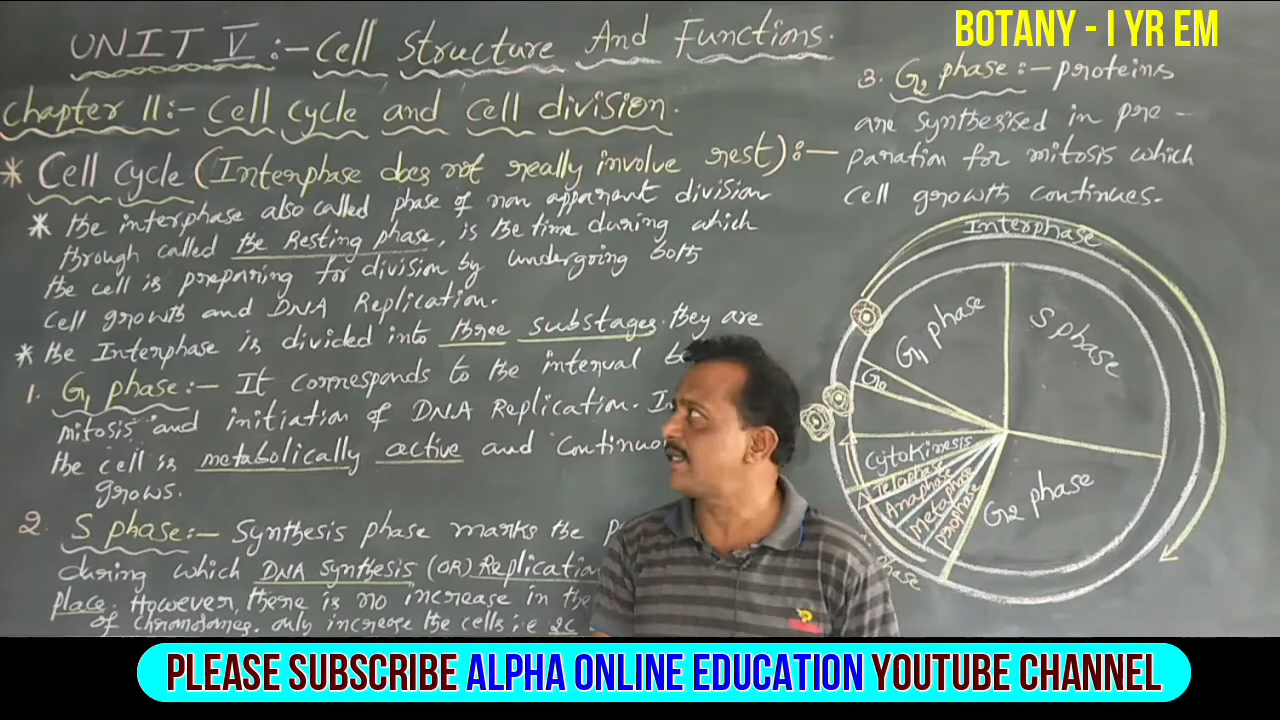 BOTANY - I YR EM
UNIT V :- Cell Structure And Functions.
Chapter 11:- Cell cycle and cell division.
* Cell cycle (Interphase does not really involve rest) :-
* The interphase also called phase of non apparent division
through called the Resting phase, is the time during which
the cell is preparing for division by undergoing both
cell growth and DNA Replication.
* The Interphase is divided into three substages. They are
1. G1 phase :- It corresponds to the interval
mitosis and initiation of DNA Replication.
the cell is metabolically active and
grows.
2. S phase :- Synthesis phase marks the
during which DNA synthesis (OR) Replication
place. However, there is no increase in the
of chromosomes. only increase the cells i.e 2C
3. G2 phase :- proteins
are synthesised in pre -
paration for mitosis which
cell growth continues.
Interphase
G1 phase
S phase
G0
Cytokinesis
Telophase
Anaphase
metaphase
prophase
G2 phase
PLEASE SUBSCRIBE ALPHA ONLINE EDUCATION YOUTUBE CHANNEL